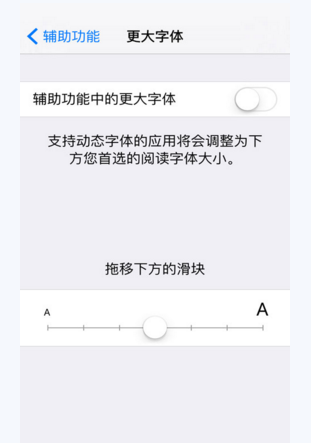 辅助功能 更大字体
辅助功能中的更大字体
支持动态字体的应用将会调整为下
方您首选的阅读字体大小。
拖移下方的滑块
A A